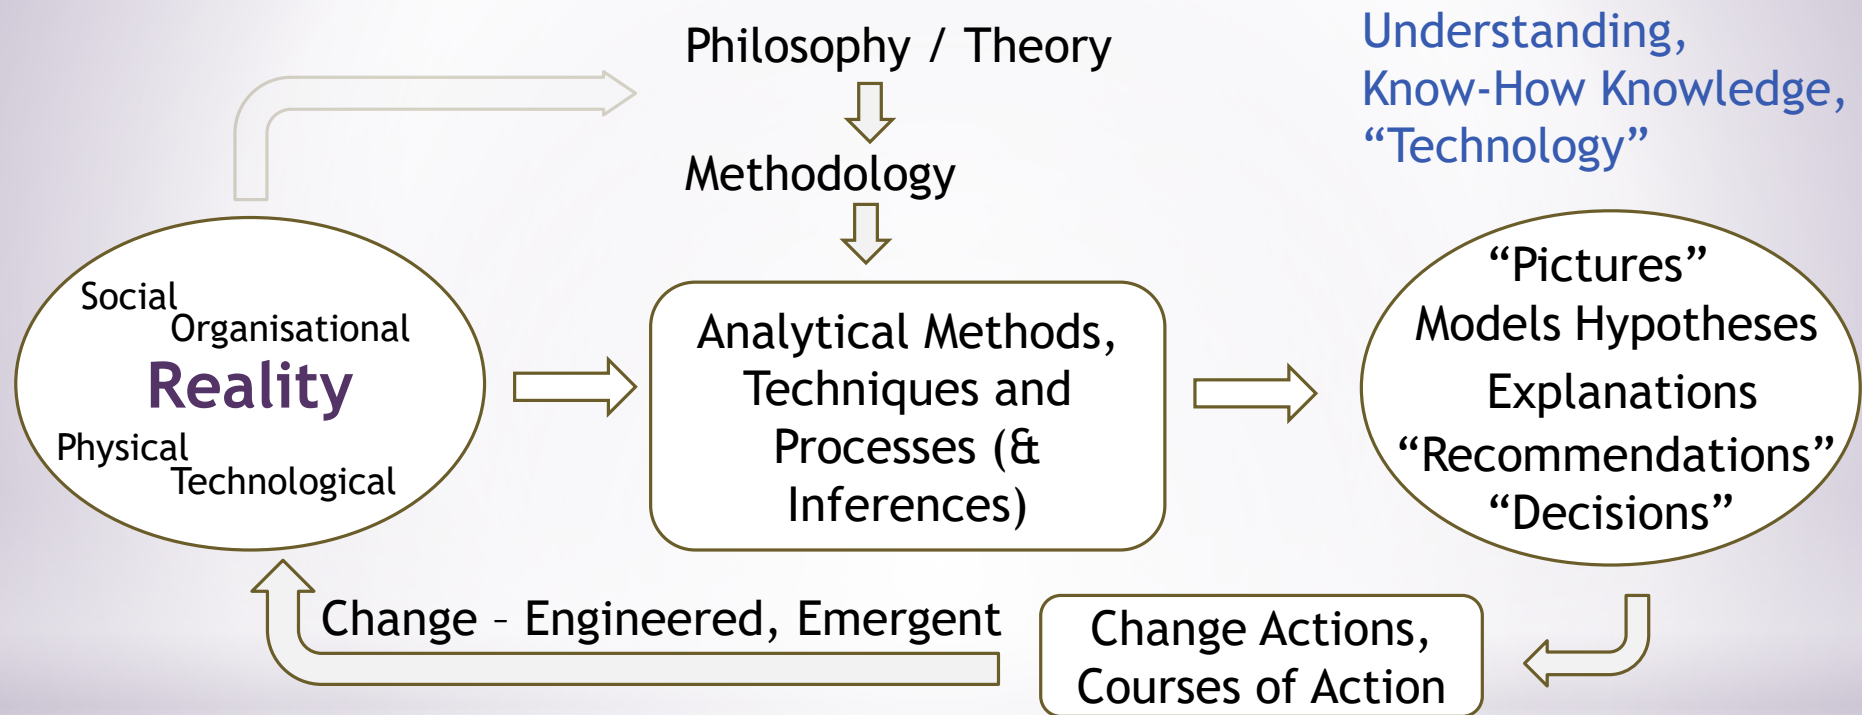 Philosophy / Theory
Methodology
Understanding,
Know-How Knowledge,
“Technology”
Social
Organisational
Reality
Physical
Technological
Analytical Methods,
Techniques and
Processes (&
Inferences)
“Pictures”
Models Hypotheses
Explanations
“Recommendations”
“Decisions”
Change – Engineered, Emergent
Change Actions,
Courses of Action